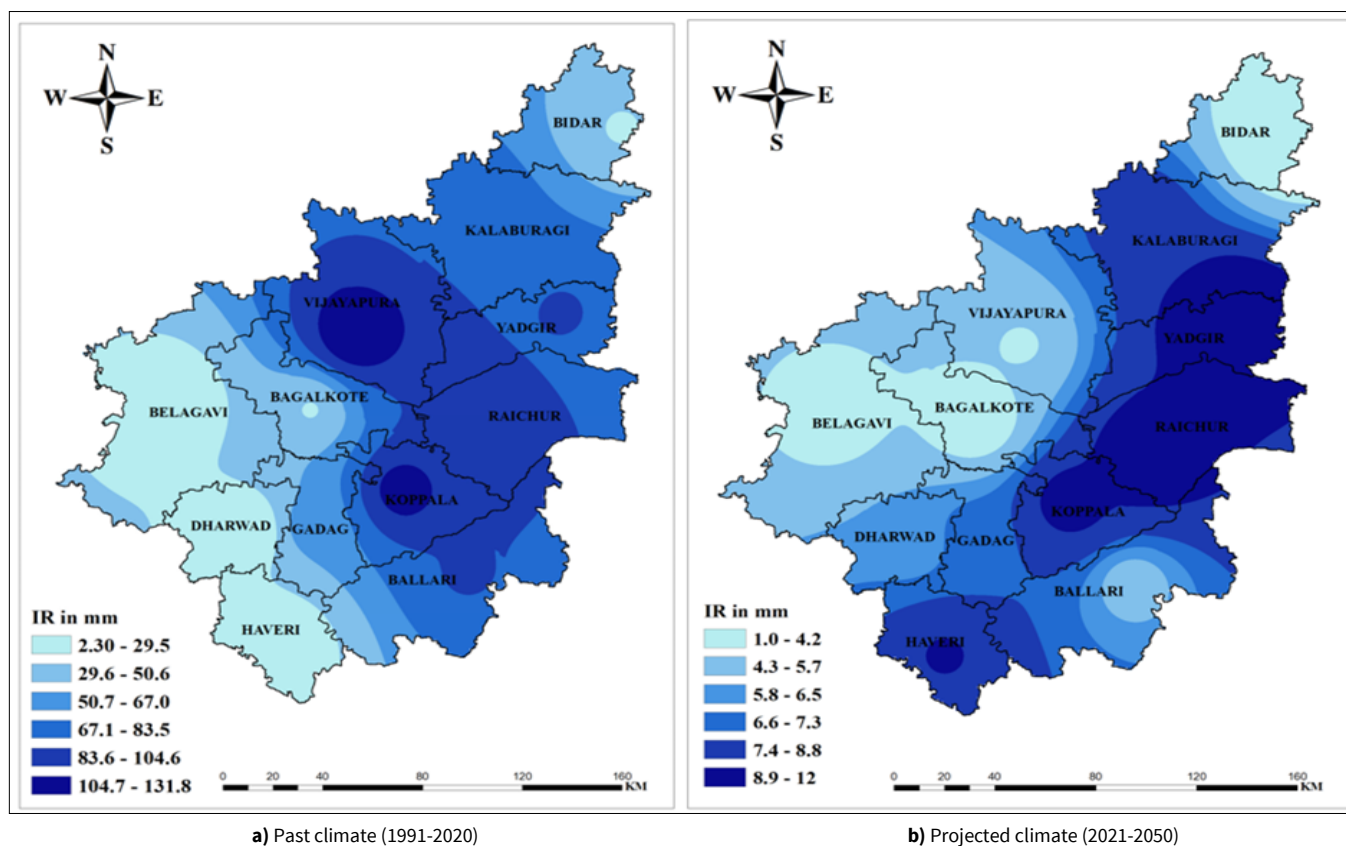 N
W E
S
BIDAR
KALABURAGI
VIJAYAPURA
YADGIR
BAGALKOTE
BELAGAVI
RAICHUR
KOPPALA
DHARWAD
GADAG
BALLARI
HAVERI
IR in mm
2.30 - 29.5
29.6 - 50.6
50.7 - 67.0
67.1 - 83.5
83.6 - 104.6
104.7 - 131.8
0 20 40 80 120 160
KM
a) Past climate (1991-2020)
N
W E
S
BIDAR
KALABURAGI
VIJAYAPURA
YADGIR
BAGALKOTE
BELAGAVI
RAICHUR
KOPPALA
DHARWAD
GADAG
BALLARI
HAVERI
IR in mm
1.0 - 4.2
4.3 - 5.7
5.8 - 6.5
6.6 - 7.3
7.4 - 8.8
8.9 - 12
0 20 40 80 120 160
KM
b) Projected climate (2021-2050)